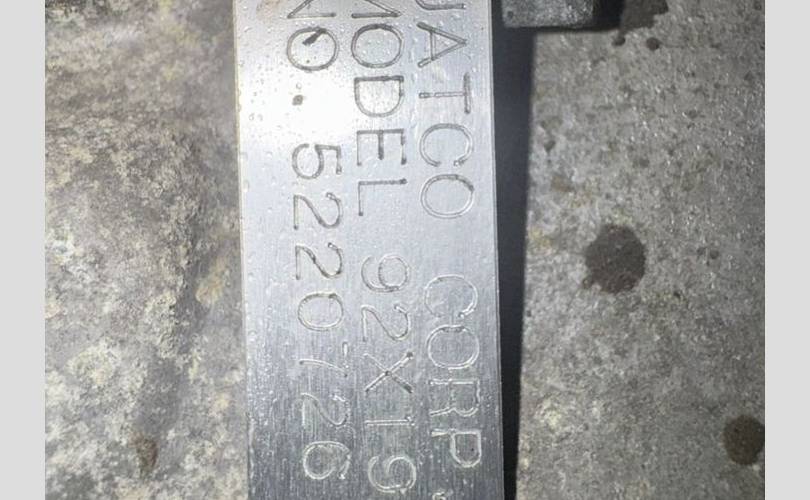 JATCO CORP.
MODEL 92X19
NO. 5220726